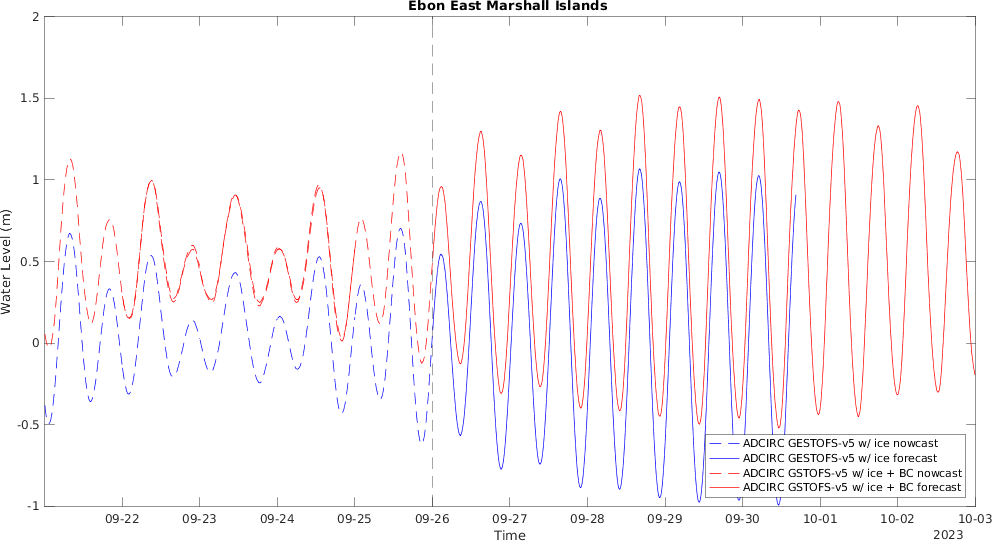 Ebon East Marshall Islands
2
1.5
1
0.5
0
-0.5
-1
Water Level (m)
ADCIRC GESTOFS-v5 w/ ice nowcast
ADCIRC GESTOFS-v5 w/ ice forecast
ADCIRC GSTOFS-v5 w/ ice + BC nowcast
ADCIRC GESTOFS-v5 w/ ice + BC forecast
09-22 09-23 09-24 09-25 09-26 09-27 09-28 09-29 09-30 10-01 10-02 10-03
Time
2023